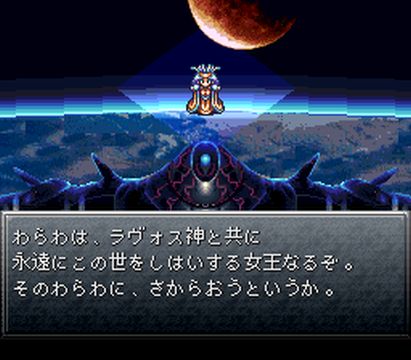 わらわは、ラヴォス神と共に
永遠にこの世をしはいする女王なるぞ。
そのわらわに、さからおうというか。